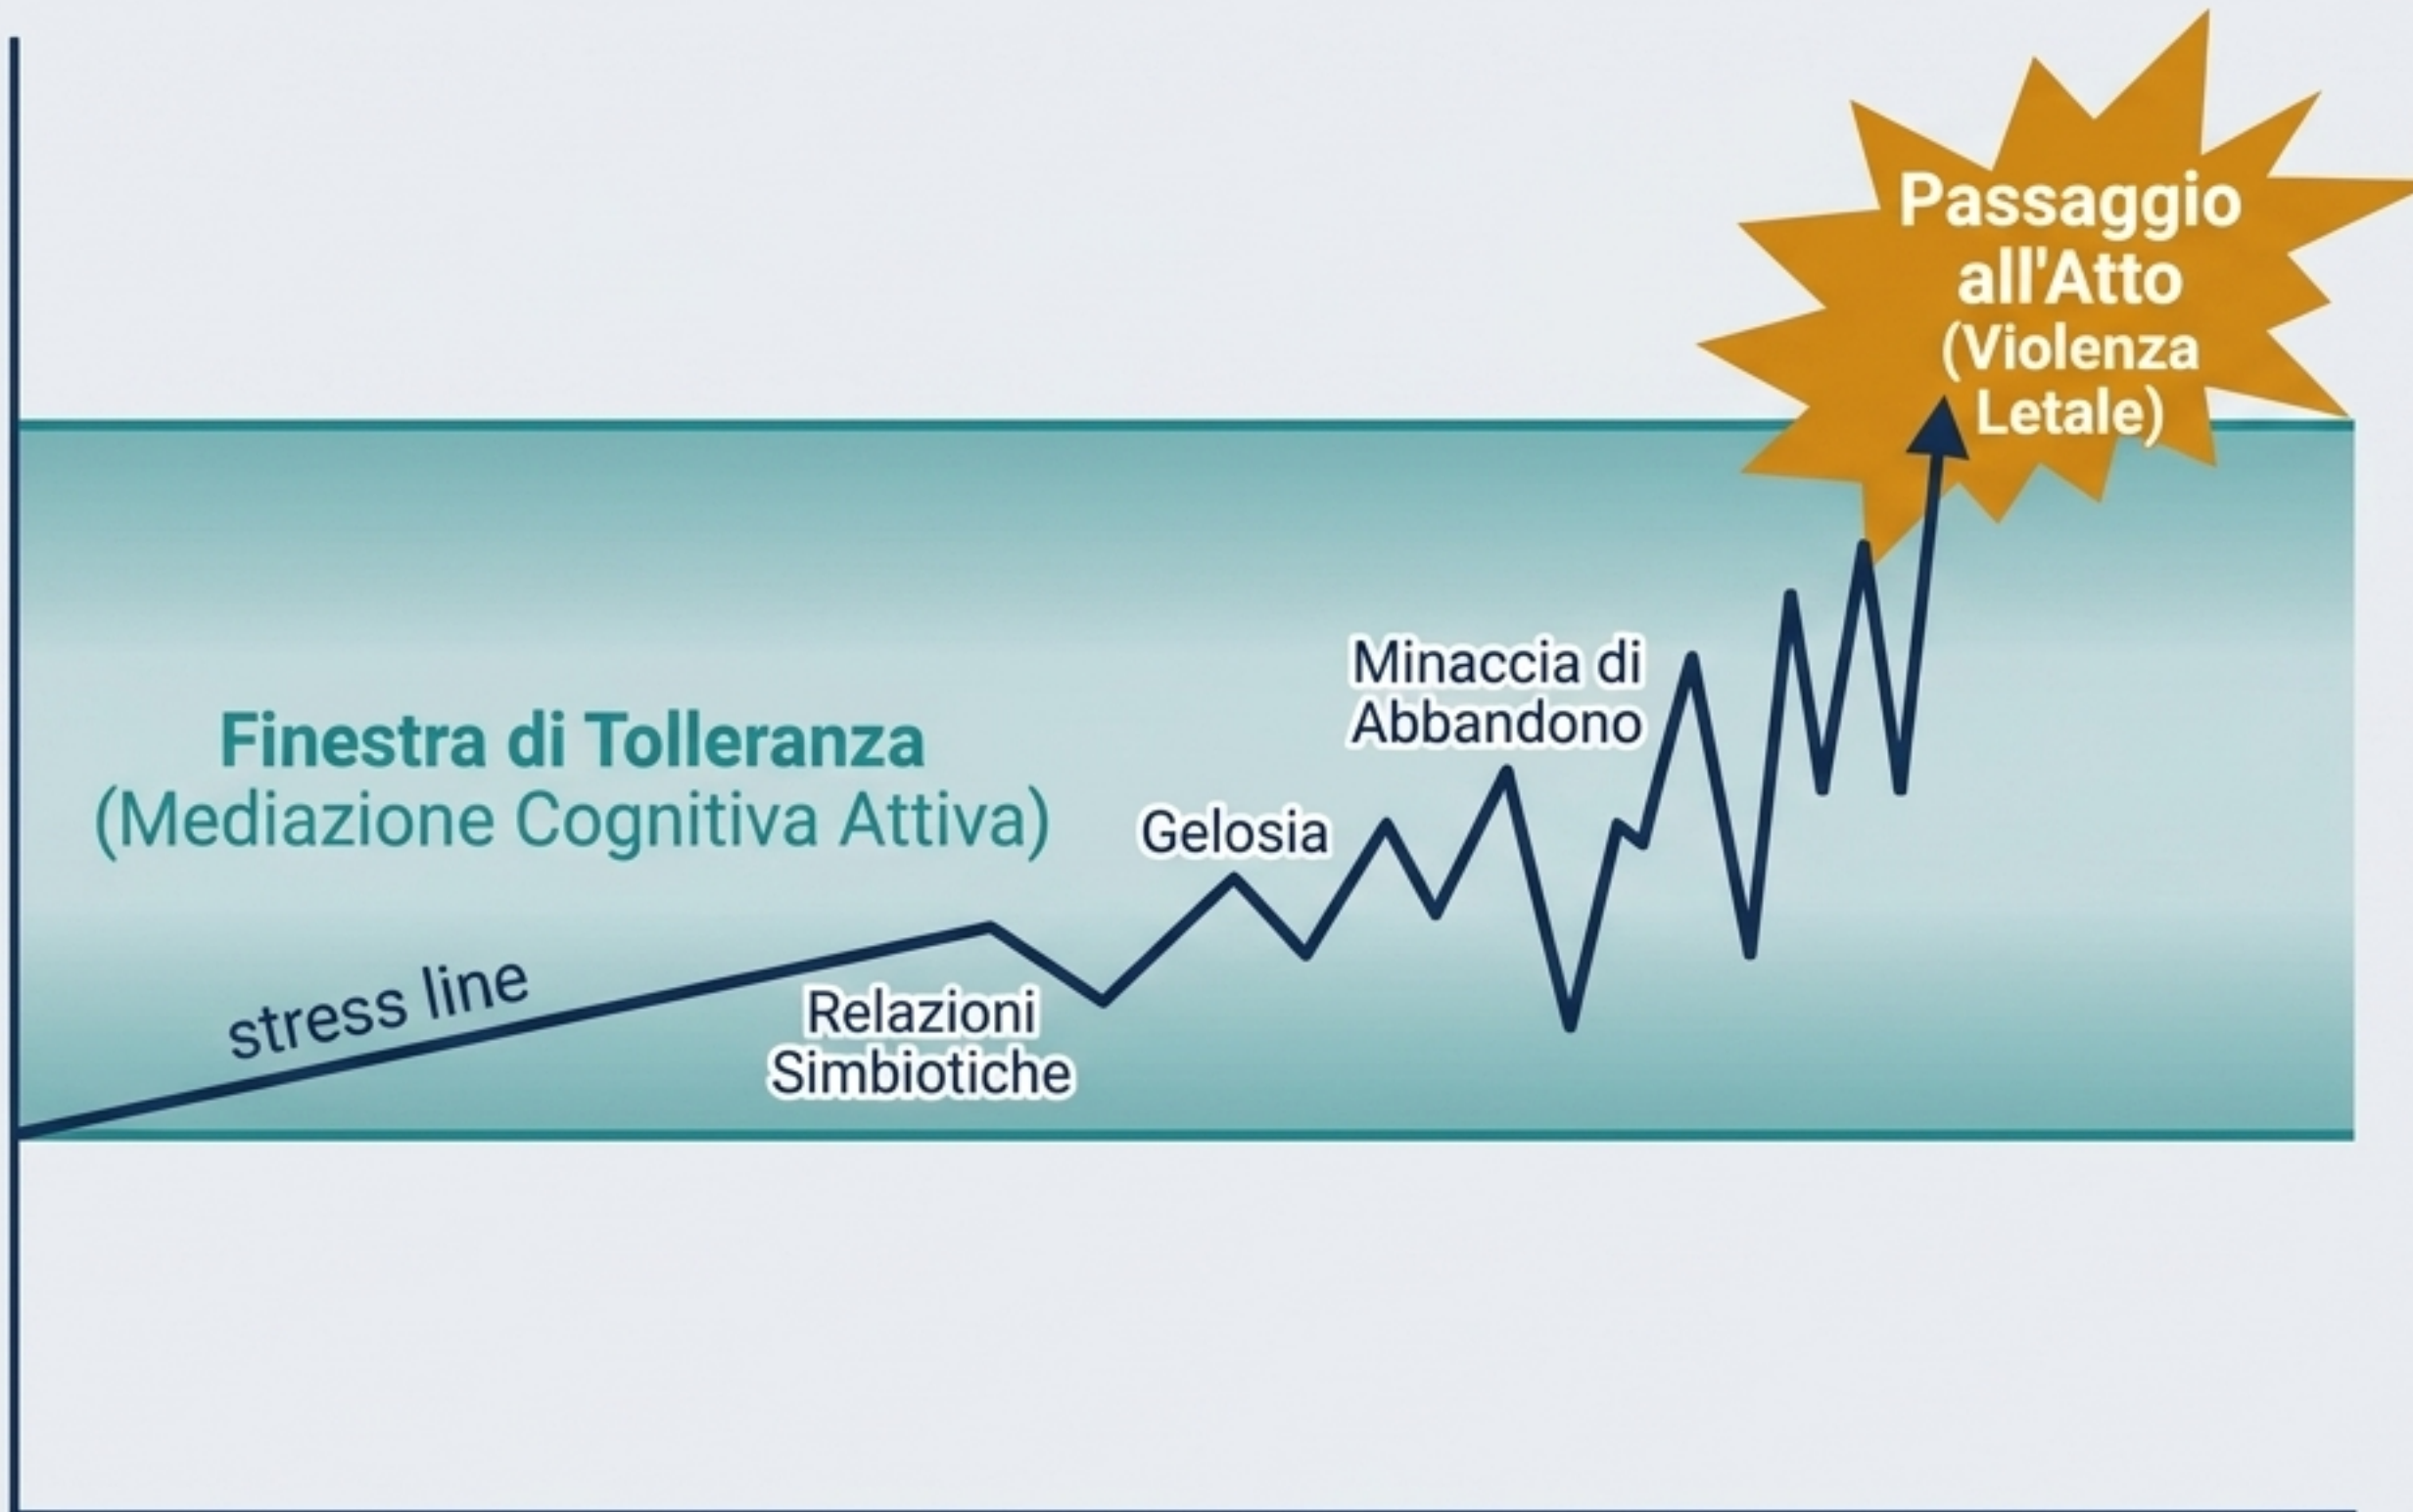 Passaggio
all'Atto
(Violenza
Letale)
Minaccia di
Abbandono
Finestra di Tolleranza
(Mediazione Cognitiva Attiva)
Gelosia
stress line
Relazioni
Simbiotiche